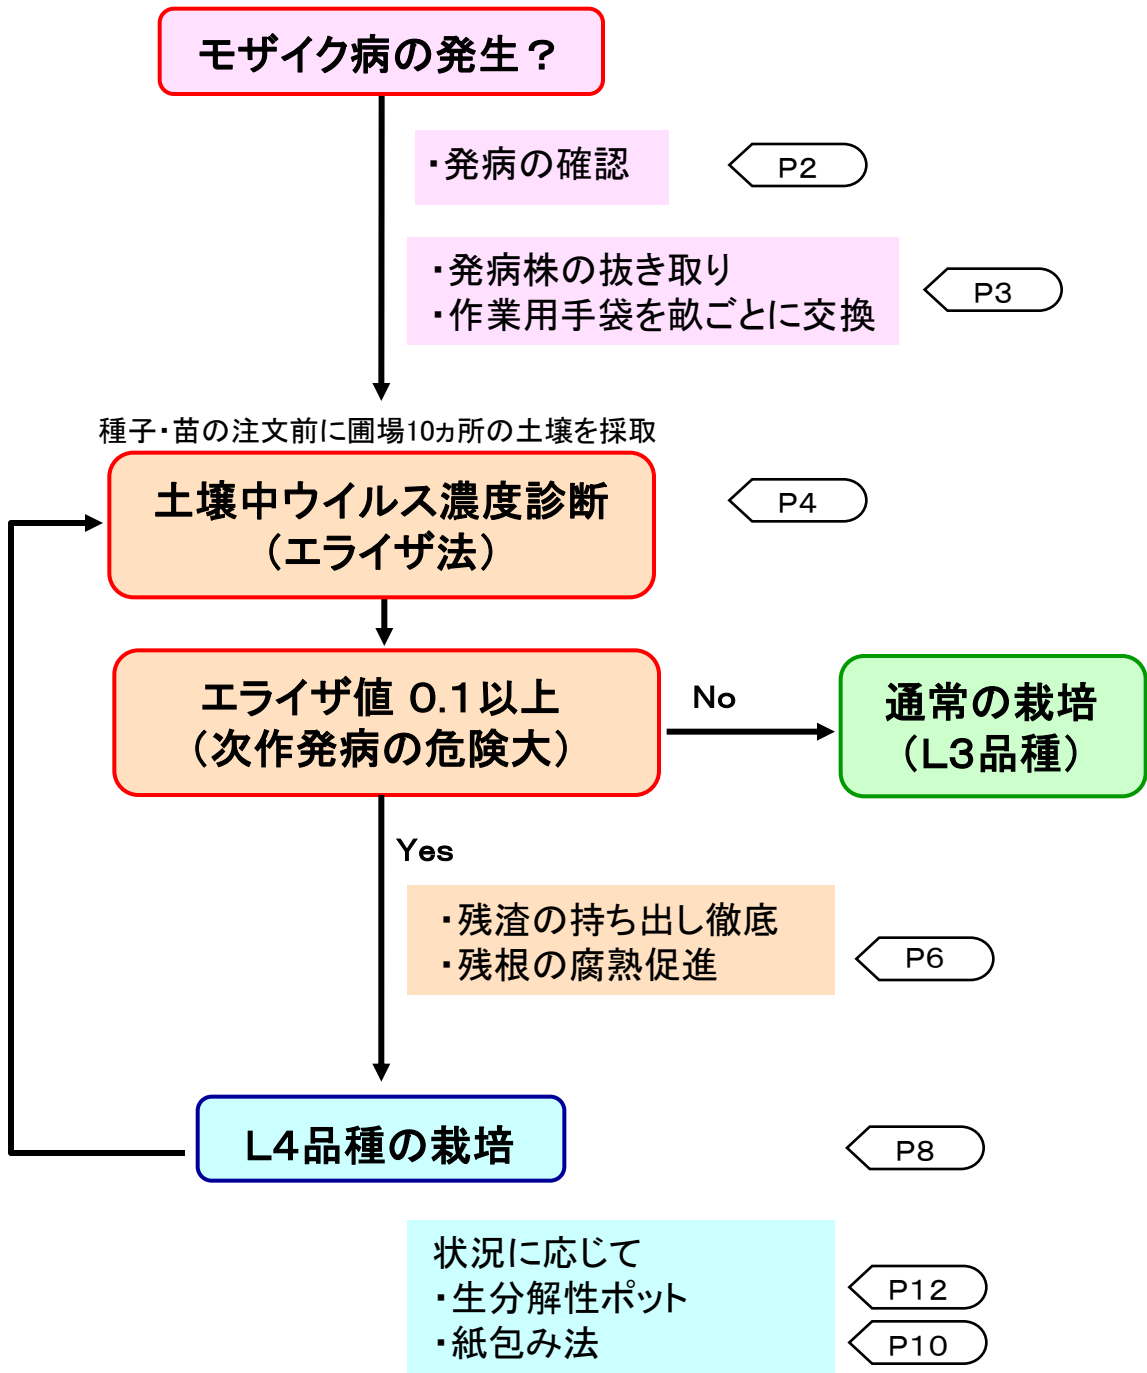 モザイク病の発生？
・発病の確認
P2
・発病株の抜き取り
・作業用手袋を畝ごとに交換
P3
種子・苗の注文前に圃場10ヵ所の土壌を採取
土壌中ウイルス濃度診断
（エライザ法）
P4
エライザ値 0.1以上
（次作発病の危険大）
No
通常の栽培
（L3品種）
Yes
・残渣の持ち出し徹底
・残根の腐熟促進
P6
L4品種の栽培
P8
状況に応じて
・生分解性ポット
P12
・紙包み法
P10